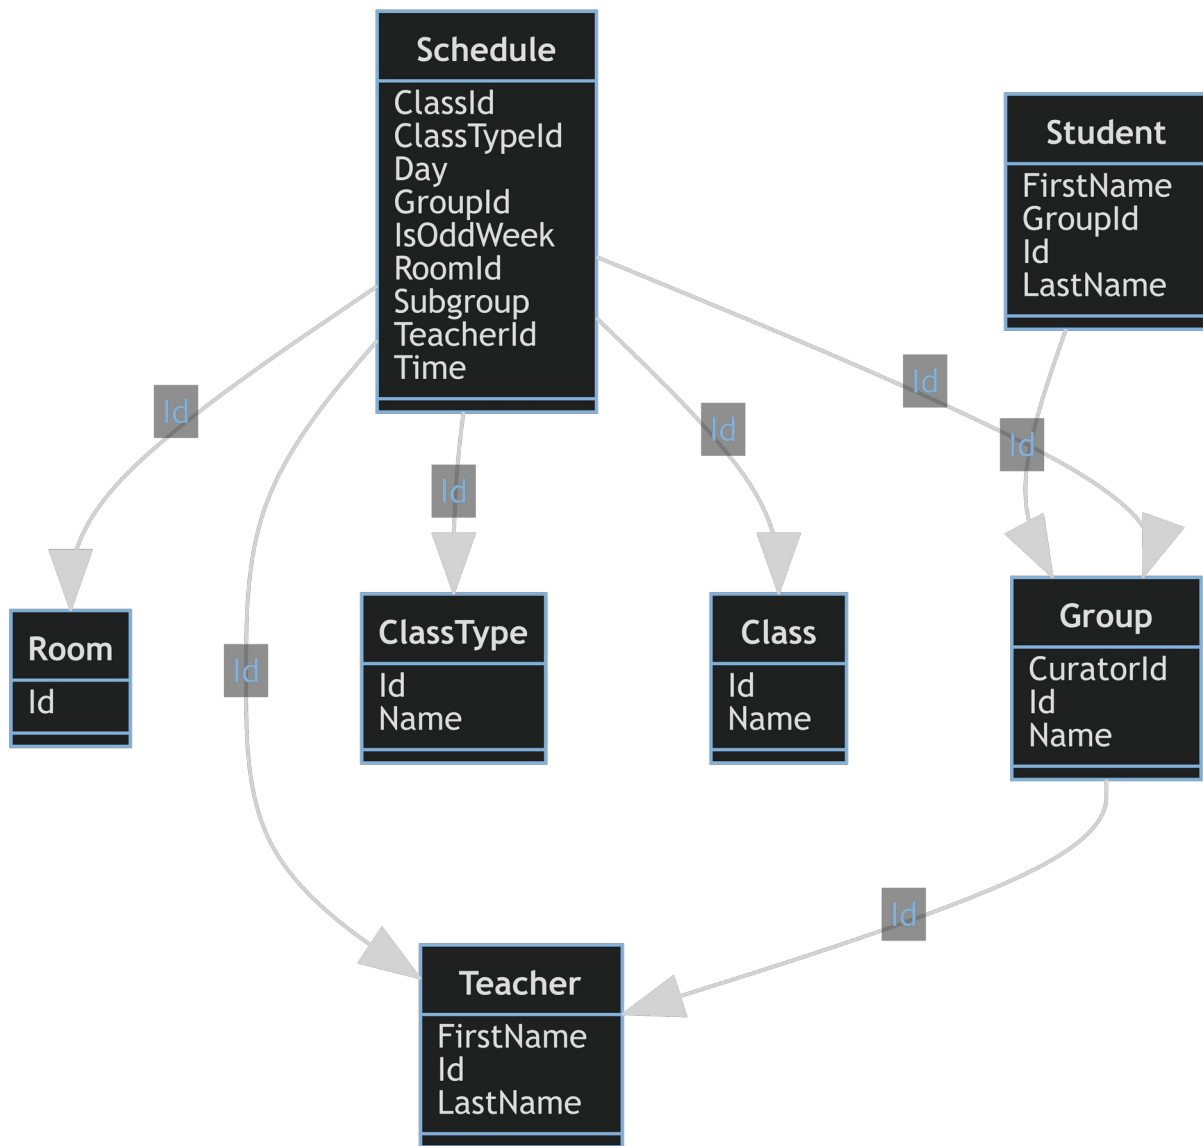 Schedule
ClassId
ClassTypeId
Day
GroupId
IsOddWeek
RoomId
Subgroup
TeacherId
Time
Student
FirstName
GroupId
Id
LastName
Id
Id
Id
Id
Id
Room
Id
ClassType
Id
Name
Class
Id
Name
Group
CuratorId
Id
Name
Id
Id
Teacher
FirstName
Id
LastName